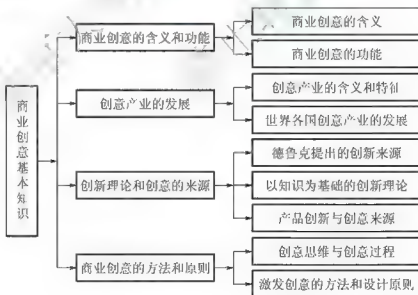 商业创意基本知识
商业创意的含义和功能
商业创意的含义
商业创意的功能
创意产业的发展
创意产业的含义和特征
世界各国创意产业的发展
创新理论和创意的来源
德鲁克提出的创新来源
以知识为基础的创新理论
产品创新与创意来源
商业创意的方法和原则
创意思维与创意过程
激发创意的方法和设计原则